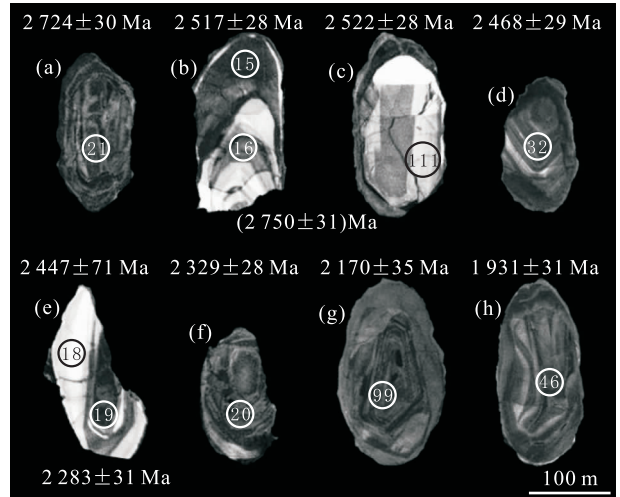 2 724±30 Ma 2 517±28 Ma 2 522±28 Ma 2 468±29 Ma
(a) (b) (c) (d)
21 15 16 111 32
(2 750±31)Ma
2 447±71 Ma 2 329±28 Ma 2 170±35 Ma 1 931±31 Ma
(e) (f) (g) (h)
18 19 20 99 46
2 283±31 Ma
100 m